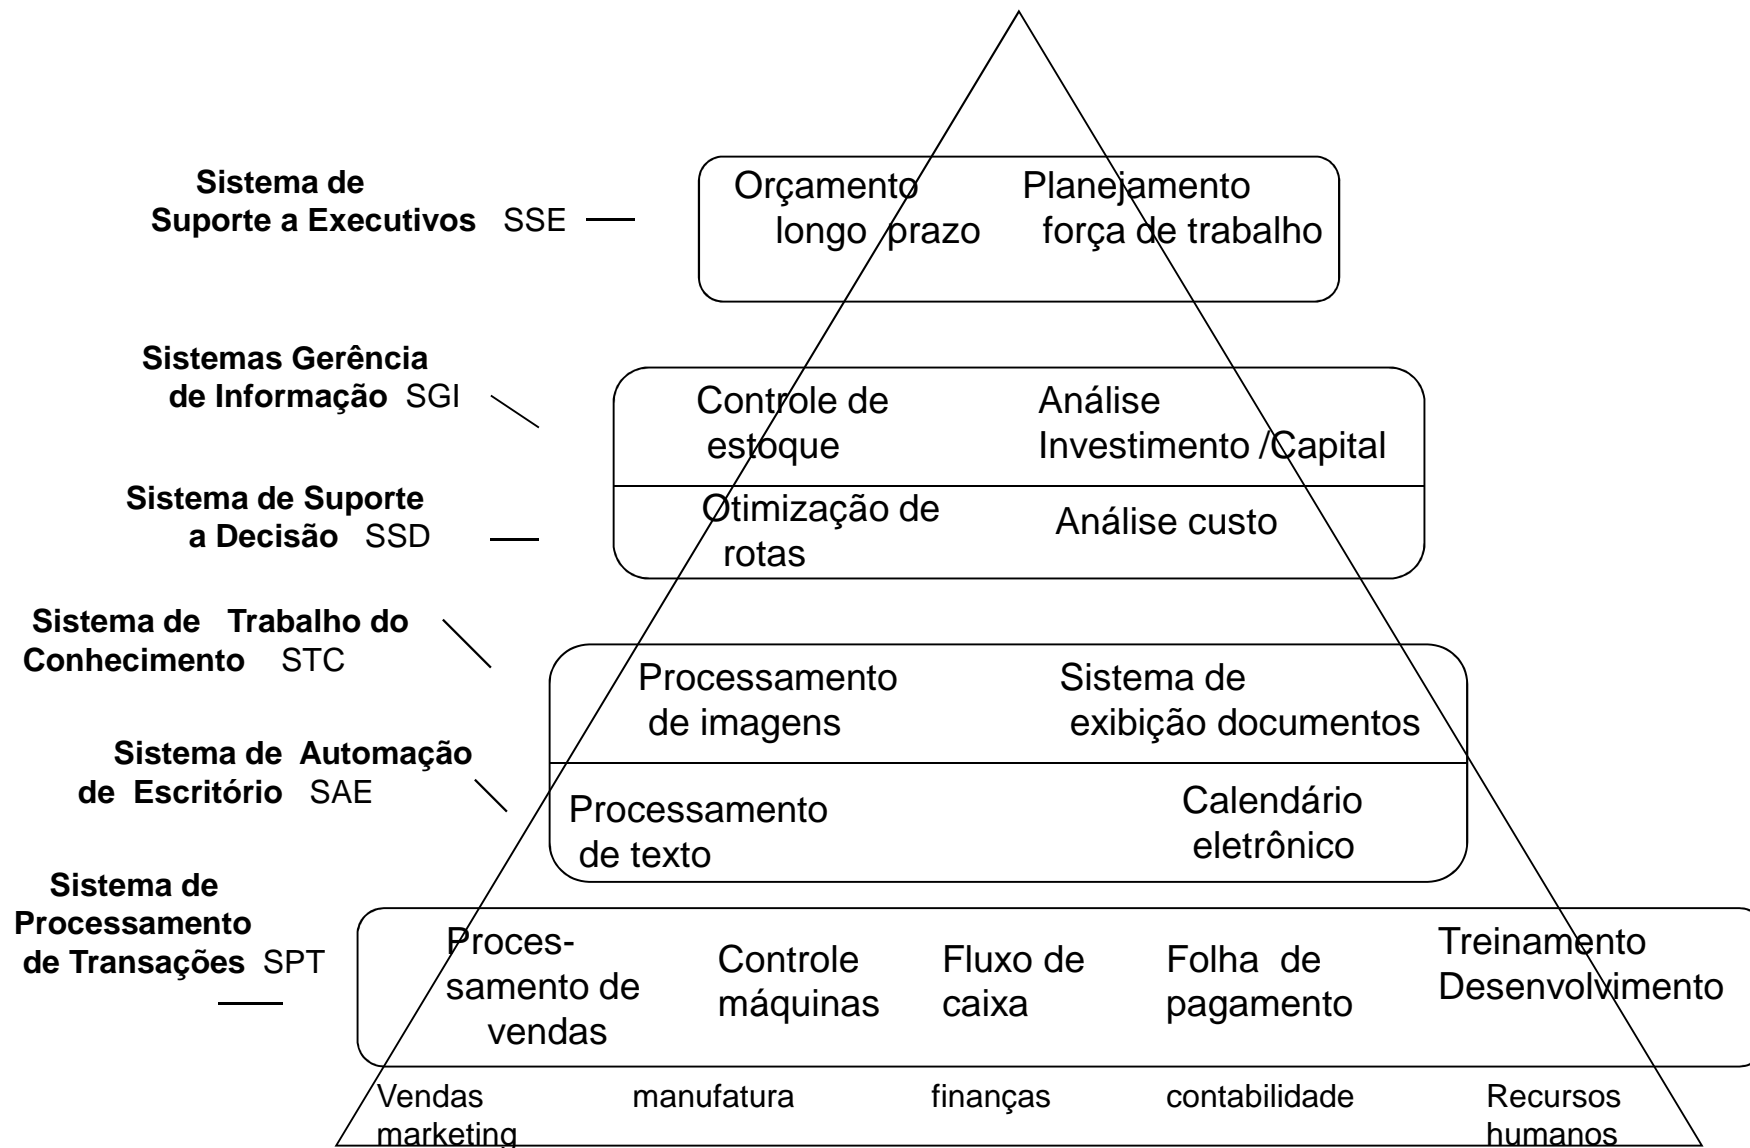 Sistema de
Suporte a Executivos SSE
Orçamento
longo prazo
Planejamento
força de trabalho
Sistemas Gerência
de Informação SGI
Controle de
estoque
Análise
Investimento /Capital
Sistema de Suporte
a Decisão SSD
Otimização de
rotas
Análise custo
Sistema de Trabalho do
Conhecimento STC
Processamento
de imagens
Sistema de
exibição documentos
Sistema de Automação
de Escritório SAE
Processamento
de texto
Calendário
eletrônico
Sistema de
Processamento
de Transações SPT
Proces-
samento de
vendas
Controle
máquinas
Fluxo de
caixa
Folha de
pagamento
Treinamento
Desenvolvimento
Vendas
marketing
manufatura
finanças
contabilidade
Recursos
humanos